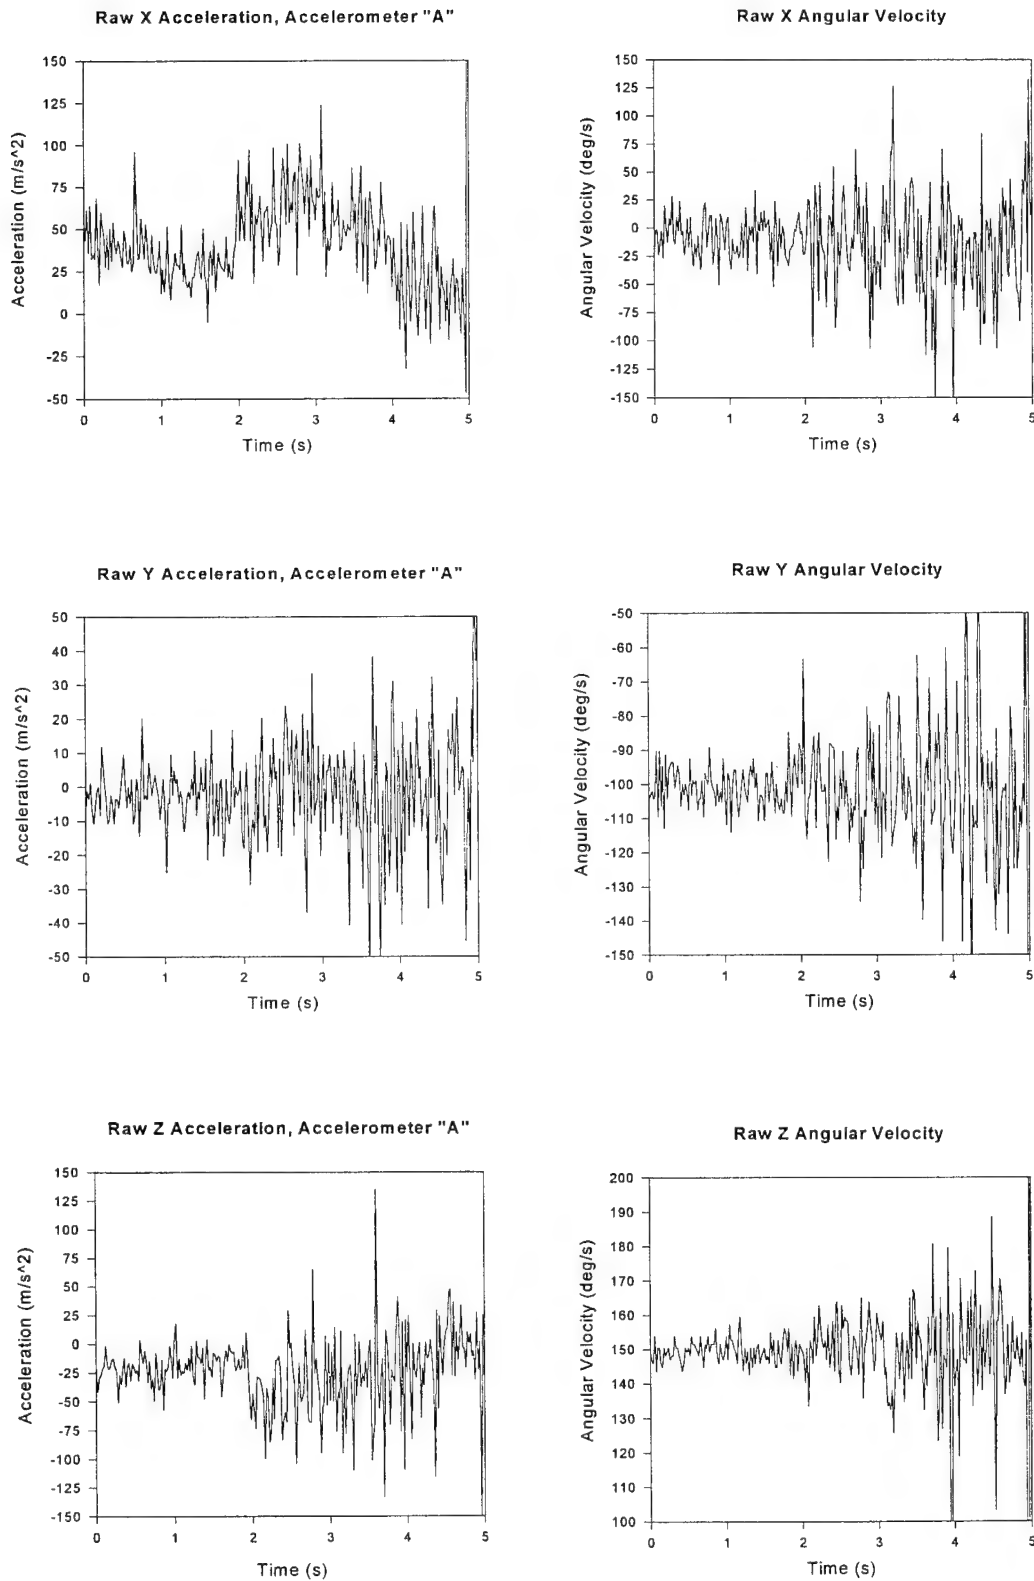 Raw X Acceleration, Accelerometer "A"
150
125
100
75
50
25
0
-25
-50
Acceleration (m/s^2)
0 1 2 3 4 5
Time (s)
Raw X Angular Velocity
150
125
100
75
50
25
0
-25
-50
-75
-100
-125
-150
Angular Velocity (deg/s)
0 1 2 3 4 5
Time (s)
Raw Y Acceleration, Accelerometer "A"
50
40
30
20
10
0
-10
-20
-30
-40
-50
Acceleration (m/s^2)
0 1 2 3 4 5
Time (s)
Raw Y Angular Velocity
-50
-60
-70
-80
-90
-100
-110
-120
-130
-140
-150
Angular Velocity (deg/s)
0 1 2 3 4 5
Time (s)
Raw Z Acceleration, Accelerometer "A"
150
125
100
75
50
25
0
-25
-50
-75
-100
-125
-150
Acceleration (m/s^2)
0 1 2 3 4 5
Time (s)
Raw Z Angular Velocity
200
190
180
170
160
150
140
130
120
110
100
Angular Velocity (deg/s)
0 1 2 3 4 5
Time (s)